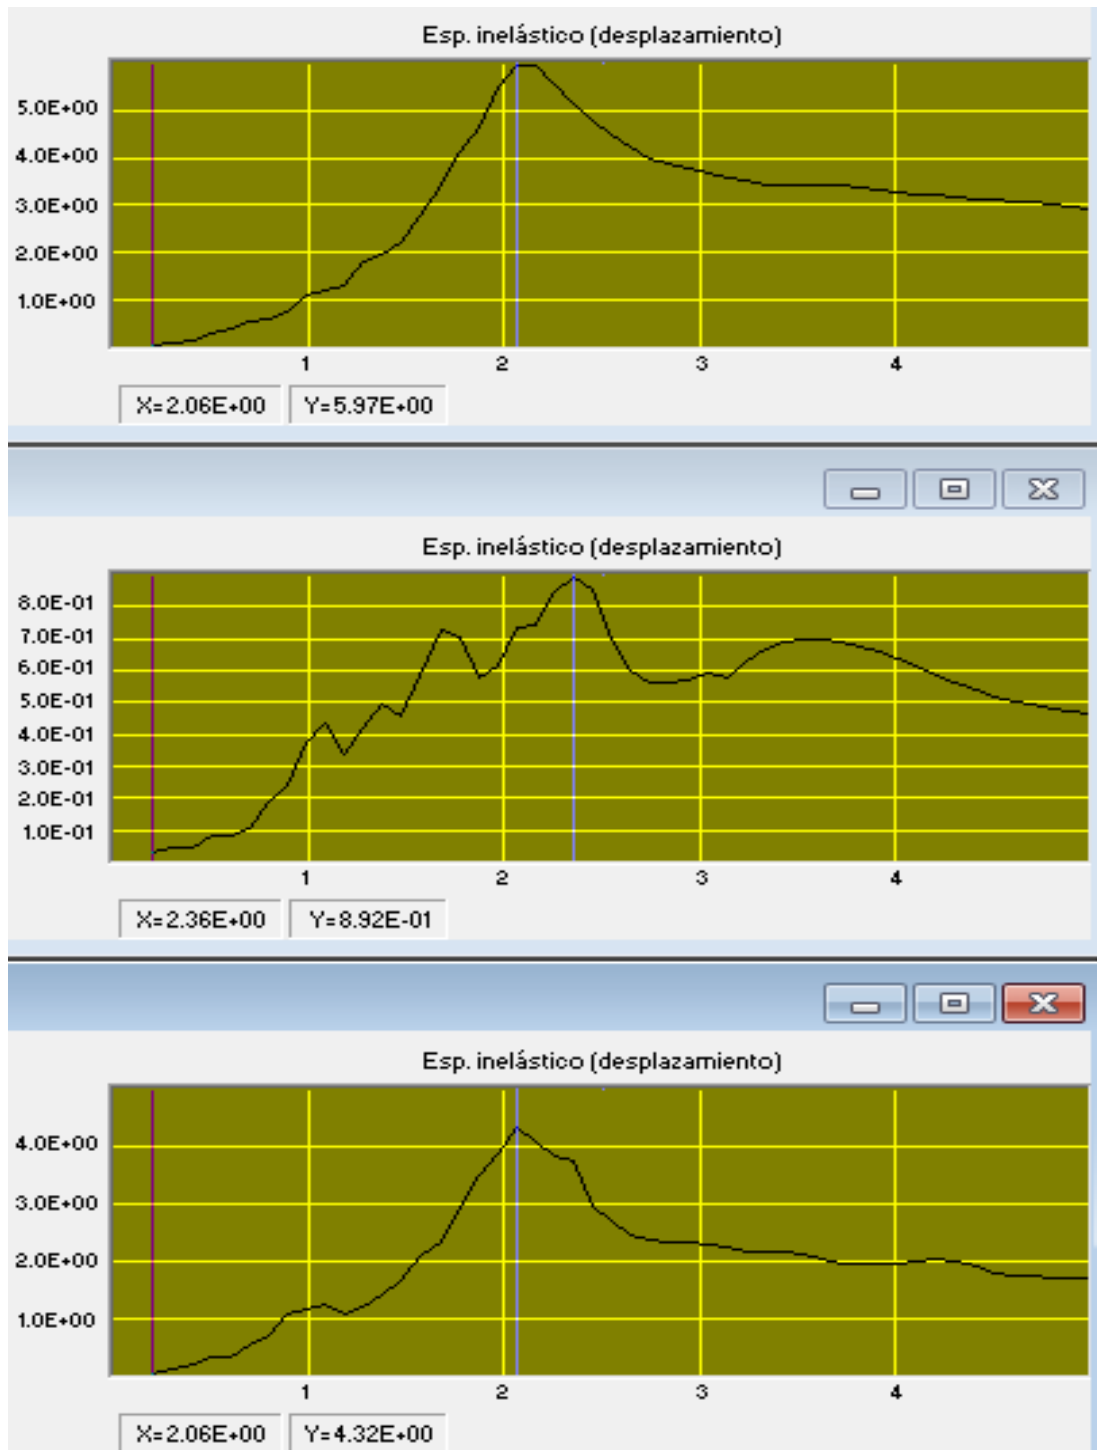 Esp. inelástico (desplazamiento)
5.0E+00
4.0E+00
3.0E+00
2.0E+00
1.0E+00
1 2 3 4
X=2.06E+00 Y=5.97E+00
Esp. inelástico (desplazamiento)
8.0E-01
7.0E-01
6.0E-01
5.0E-01
4.0E-01
3.0E-01
2.0E-01
1.0E-01
1 2 3 4
X=2.36E+00 Y=8.92E-01
Esp. inelástico (desplazamiento)
4.0E+00
3.0E+00
2.0E+00
1.0E+00
1 2 3 4
X=2.06E+00 Y=4.32E+00